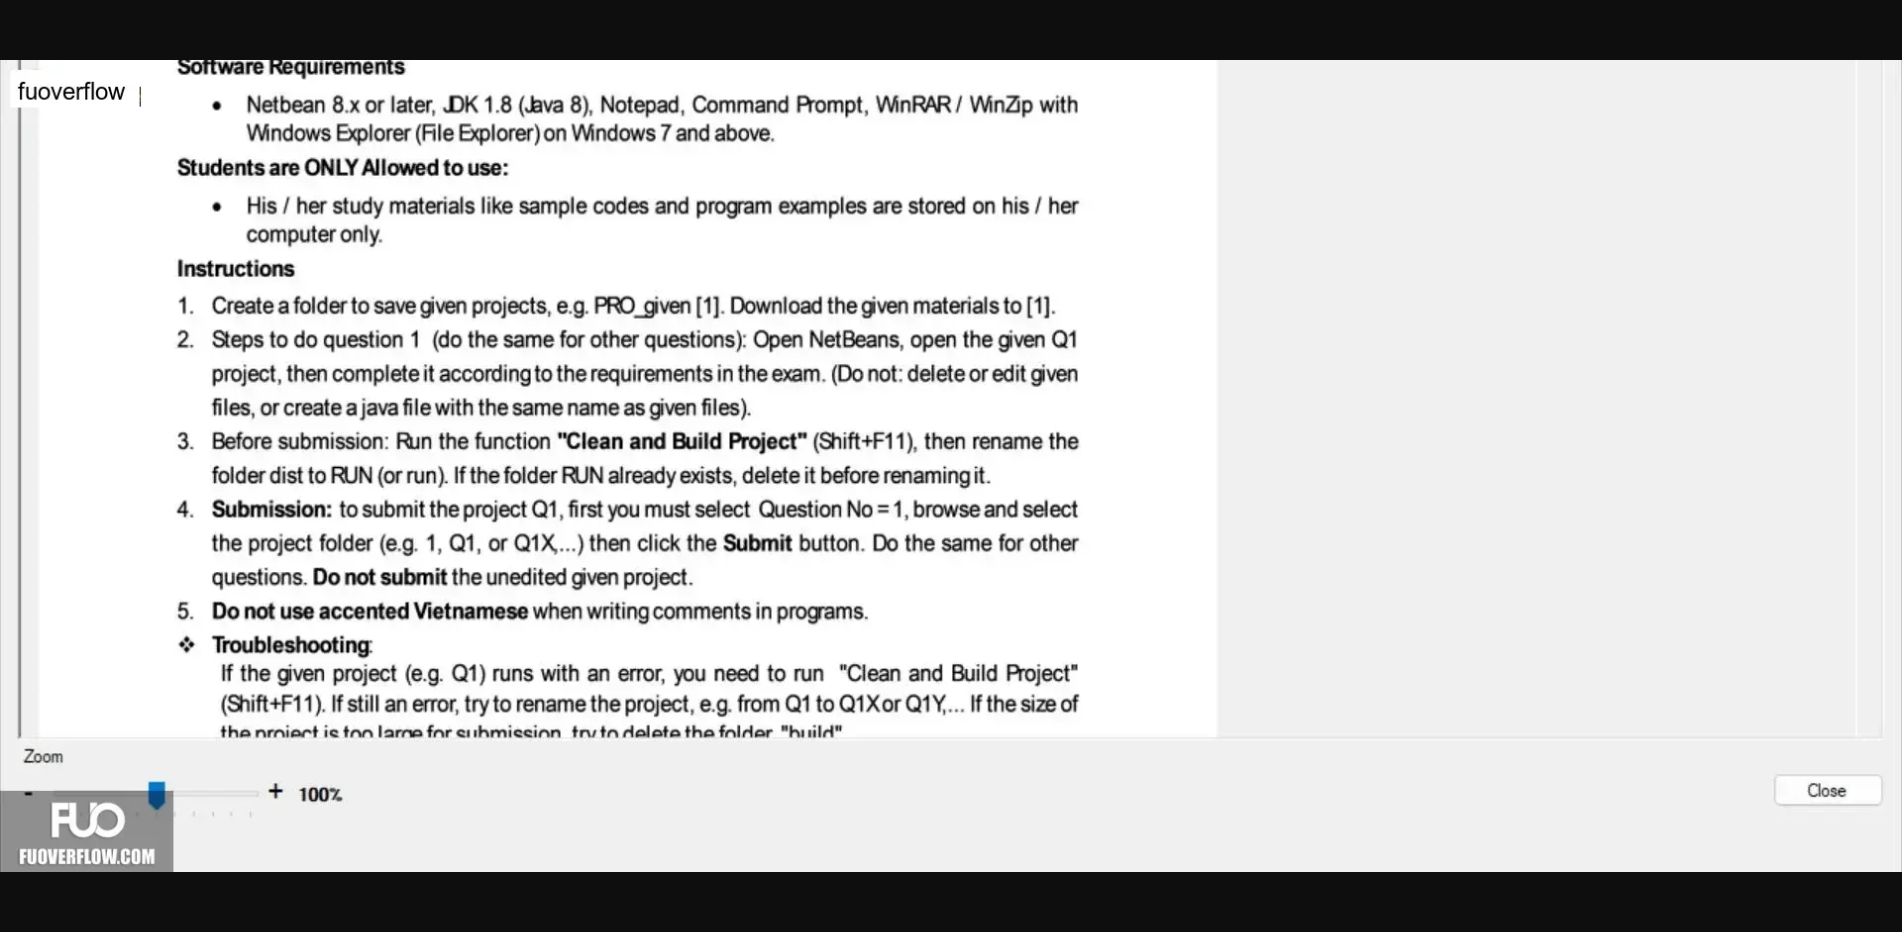 Software Requirements
fuoverflow |
• Netbean 8.x or later, JDK 1.8 (Java 8), Notepad, Command Prompt, WinRAR / WinZip with
Windows Explorer (File Explorer) on Windows 7 and above.
Students are ONLY Allowed to use:
• His / her study materials like sample codes and program examples are stored on his / her
computer only.
Instructions
1. Create a folder to save given projects, e.g. PRO_given [1]. Download the given materials to [1].
2. Steps to do question 1 (do the same for other questions): Open NetBeans, open the given Q1
project, then complete it according to the requirements in the exam. (Do not: delete or edit given
files, or create a java file with the same name as given files).
3. Before submission: Run the function "Clean and Build Project" (Shift+F11), then rename the
folder dist to RUN (or run). If the folder RUN already exists, delete it before renaming it.
4. Submission: to submit the project Q1, first you must select Question No = 1, browse and select
the project folder (e.g. 1, Q1, or Q1X,...) then click the Submit button. Do the same for other
questions. Do not submit the unedited given project.
5. Do not use accented Vietnamese when writing comments in programs.
❖ Troubleshooting:
If the given project (e.g. Q1) runs with an error, you need to run "Clean and Build Project"
(Shift+F11). If still an error, try to rename the project, e.g. from Q1 to Q1X or Q1Y,... If the size of
the project is too large for submission, try to delete the folder "build"
Zoom
- + 100%
Close
FUO
FUOVERFLOW.COM